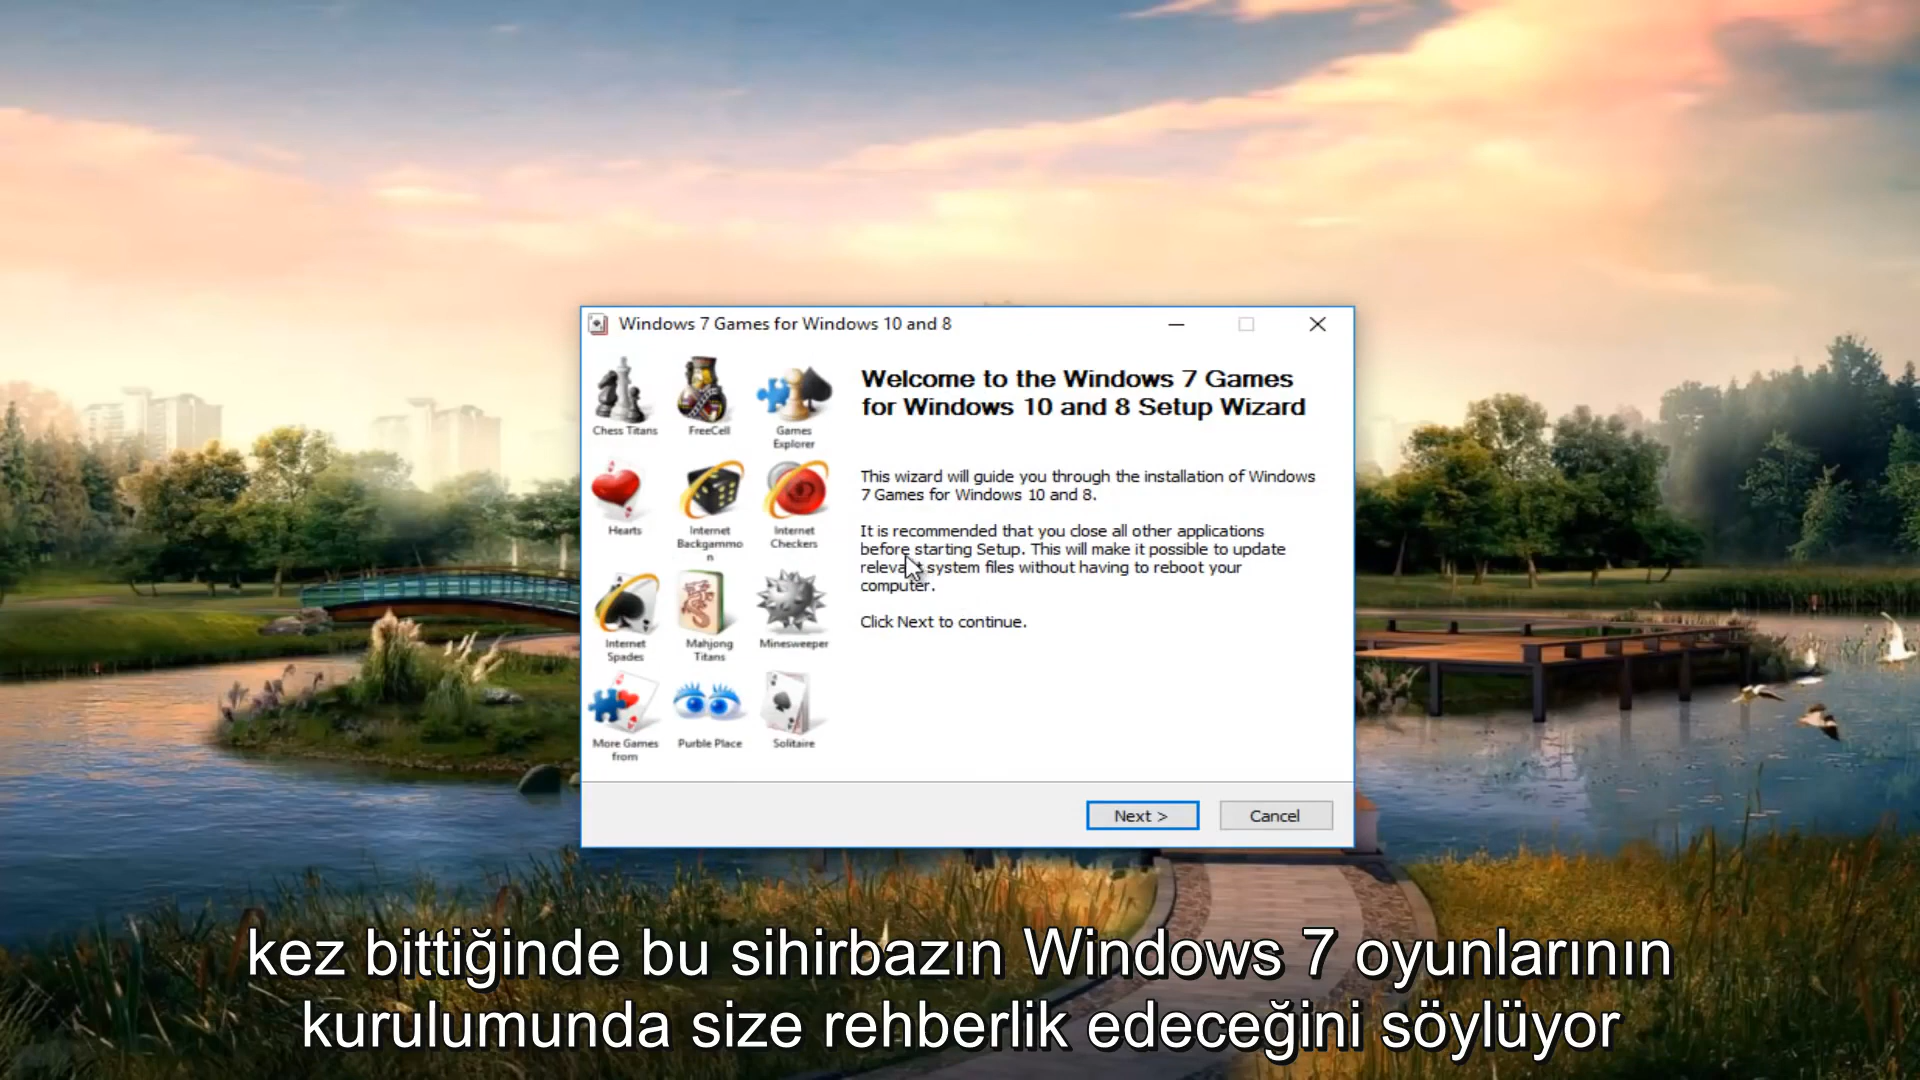 Windows 7 Games for Windows 10 and 8
Chess Titans
FreeCell
Games
Explorer
Hearts
Internet
Backgammo
n
Internet
Checkers
Internet
Spades
Mahjong
Titans
Minesweeper
More Games
from
Purble Place
Solitaire
Welcome to the Windows 7 Games
for Windows 10 and 8 Setup Wizard
This wizard will guide you through the installation of Windows
7 Games for Windows 10 and 8.
It is recommended that you close all other applications
before starting Setup. This will make it possible to update
relevant system files without having to reboot your
computer.
Click Next to continue.
Next >
Cancel
kez bittiğinde bu sihirbazın Windows 7 oyunlarının
kurulumunda size rehberlik edeceğini söylüyor